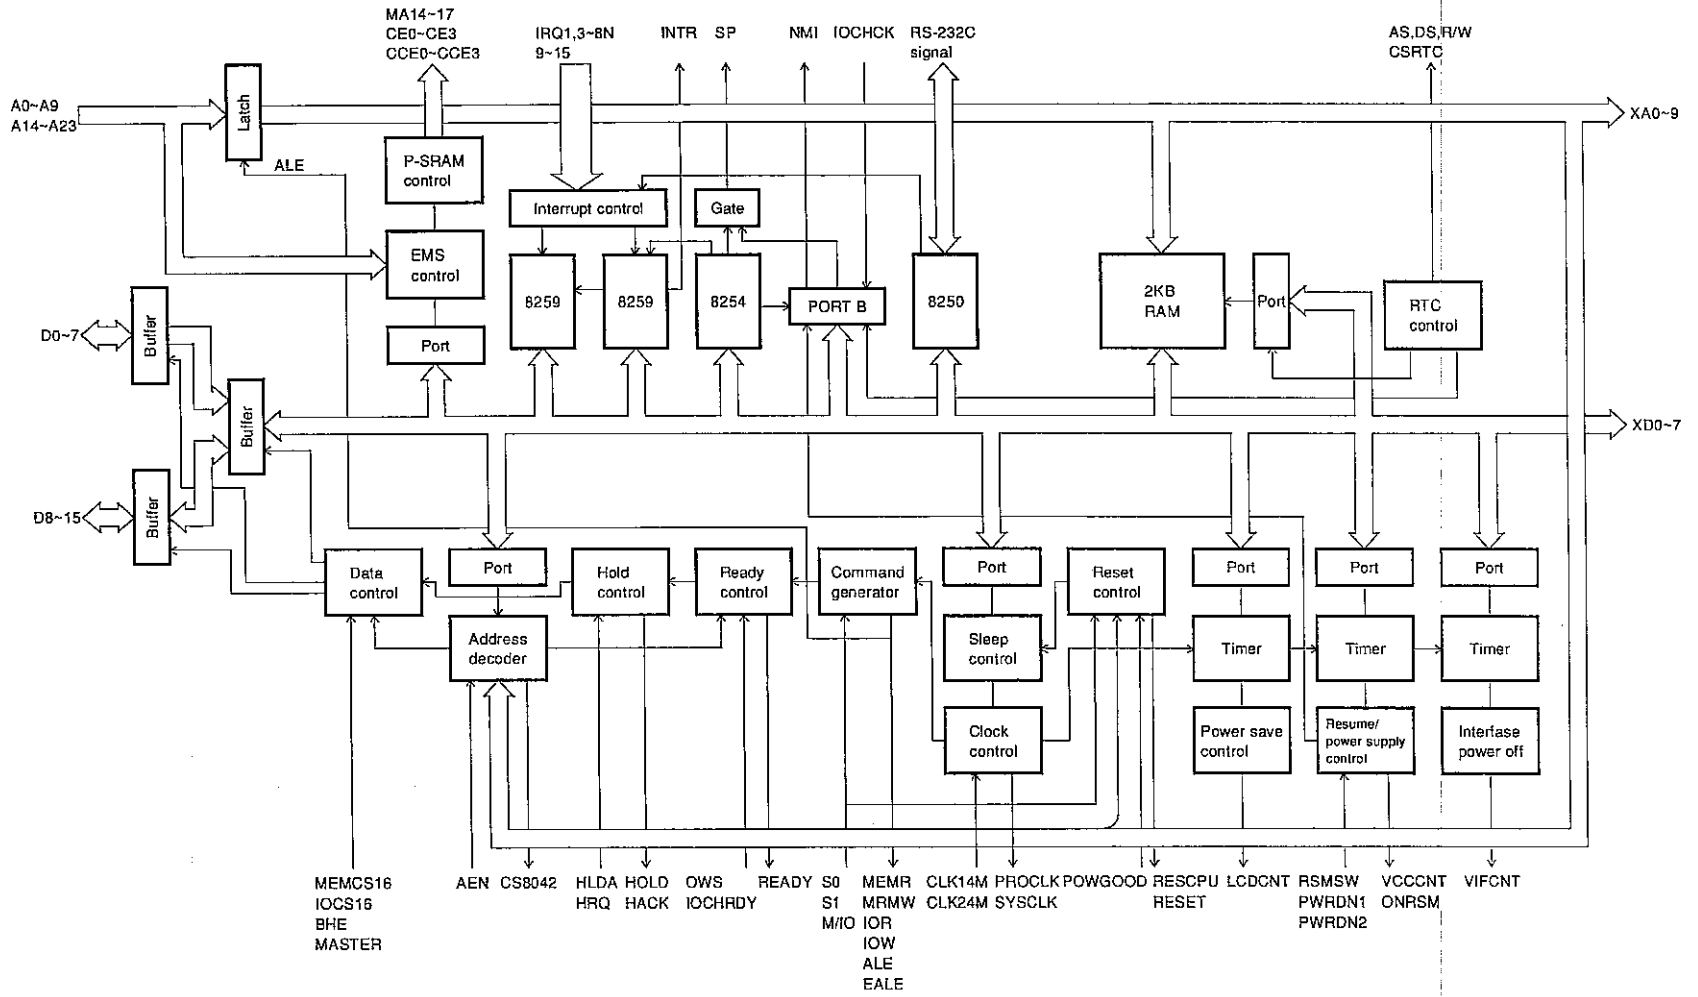 MA14~17
CE0~CE3
CCE0~CCE3
IRQ1,3~8N
9~15
INTR
SP
NMI
IOCHCK
RS-232C
signal
AS,DS,R/W
CSRTC
A0~A9
A14~A23
Latch
ALE
XA0~9
P-SRAM
control
Interrupt control
Gate
EMS
control
8259
8259
8254
PORT B
8250
2KB
RAM
Port
RTC
control
D0~7
Buffer
Port
Buffer
XD0~7
D8~15
Buffer
Data
control
Port
Hold
control
Ready
control
Command
generator
Port
Reset
control
Port
Port
Port
Address
decoder
Sleep
control
Timer
Timer
Timer
Clock
control
Power save
control
Resume/
power supply
control
Interfase
power off
MEMCS16
IOCS16
BHE
MASTER
AEN
CS8042
HLDA
HRQ
HOLD
HACK
OWS
IOCHRDY
READY
S0
S1
M/IO
MEMR
MRMW
IOR
IOW
ALE
EALE
CLK14M
CLK24M
PROCLK
SYSCLK
POWGOOD
RESCPU
RESET
LCDCNT
RSMSW
PWRDN1
PWRDN2
VCCCNT
ONRSM
VIFCNT